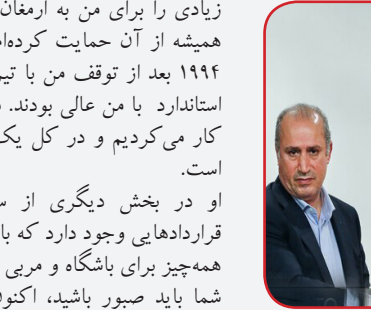 زیادی را برای من به ارمغان
همیشه از آن حمایت کرده‌ام
۱۹۹۴ بعد از توقف من با تیم
استاندارد با من عالی بودند.
کار می‌کردیم و در کل یک
است.
او در بخش دیگری از
قراردادهایی وجود دارد که با
همه‌چیز برای باشگاه و مربی
شما باید صبور باشید، اکنون